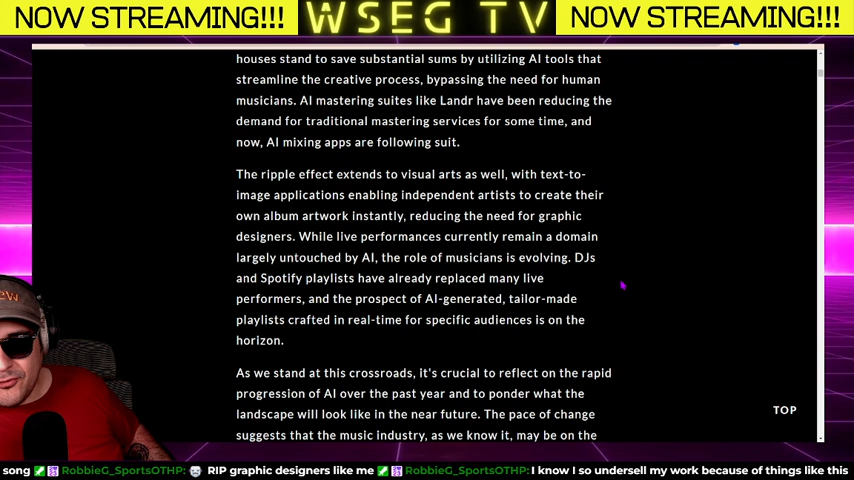 NOW STREAMING!!! WSEG TV NOW STREAMING!!!
houses stand to save substantial sums by utilizing AI tools that
streamline the creative process, bypassing the need for human
musicians. AI mastering suites like Landr have been reducing the
demand for traditional mastering services for some time, and
now, AI mixing apps are following suit.
The ripple effect extends to visual arts as well, with text-to-
image applications enabling independent artists to create their
own album artwork instantly, reducing the need for graphic
designers. While live performances currently remain a domain
largely untouched by AI, the role of musicians is evolving. DJs
and Spotify playlists have already replaced many live
performers, and the prospect of AI-generated, tailor-made
playlists crafted in real-time for specific audiences is on the
horizon.
As we stand at this crossroads, it's crucial to reflect on the rapid
progression of AI over the past year and to ponder what the
landscape will look like in the near future. The pace of change
suggests that the music industry, as we know it, may be on the
TOP
song RobbieG_SportsOTHP: RIP graphic designers like me RobbieG_SportsOTHP: I know I so undersell my work because of things like this